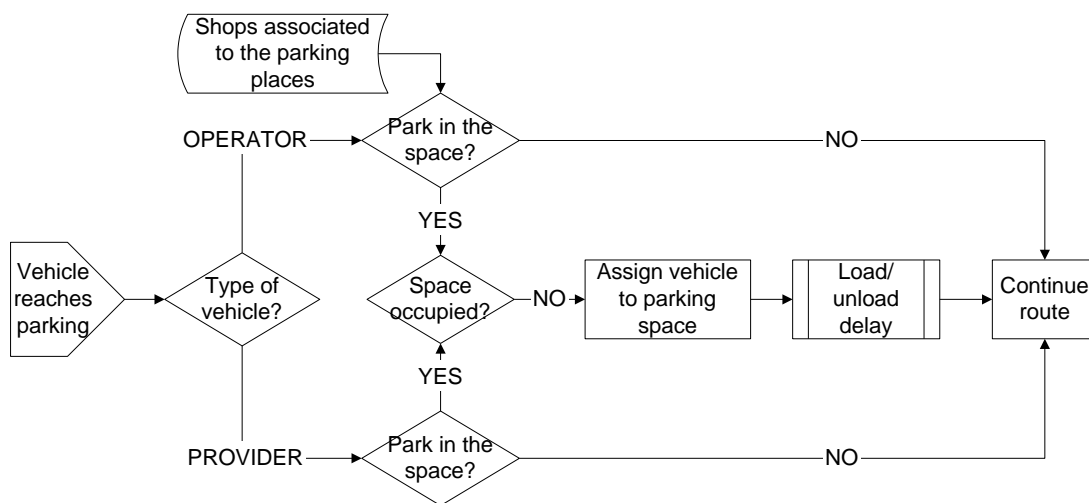 Shops associated
to the parking
places
OPERATOR
Park in the
space?
NO
YES
Vehicle
reaches
parking
Type of
vehicle?
Space
occupied?
NO
Assign vehicle
to parking
space
Load/
unload
delay
Continue
route
YES
PROVIDER
Park in the
space?
NO